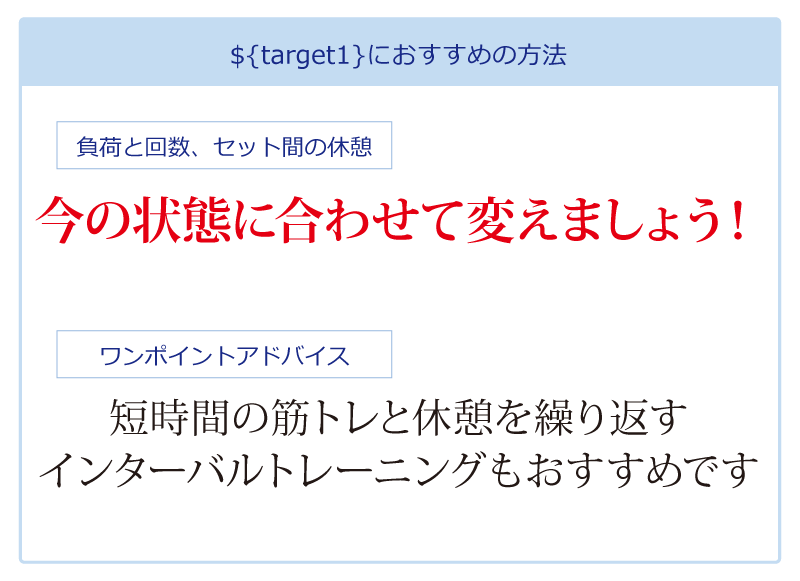 ${target1}におすすめの方法
負荷と回数、セット間の休憩
今の状態に合わせて変えましょう!
ワンポイントアドバイス
短時間の筋トレと休憩を繰り返す
インターバルトレーニングもおすすめです